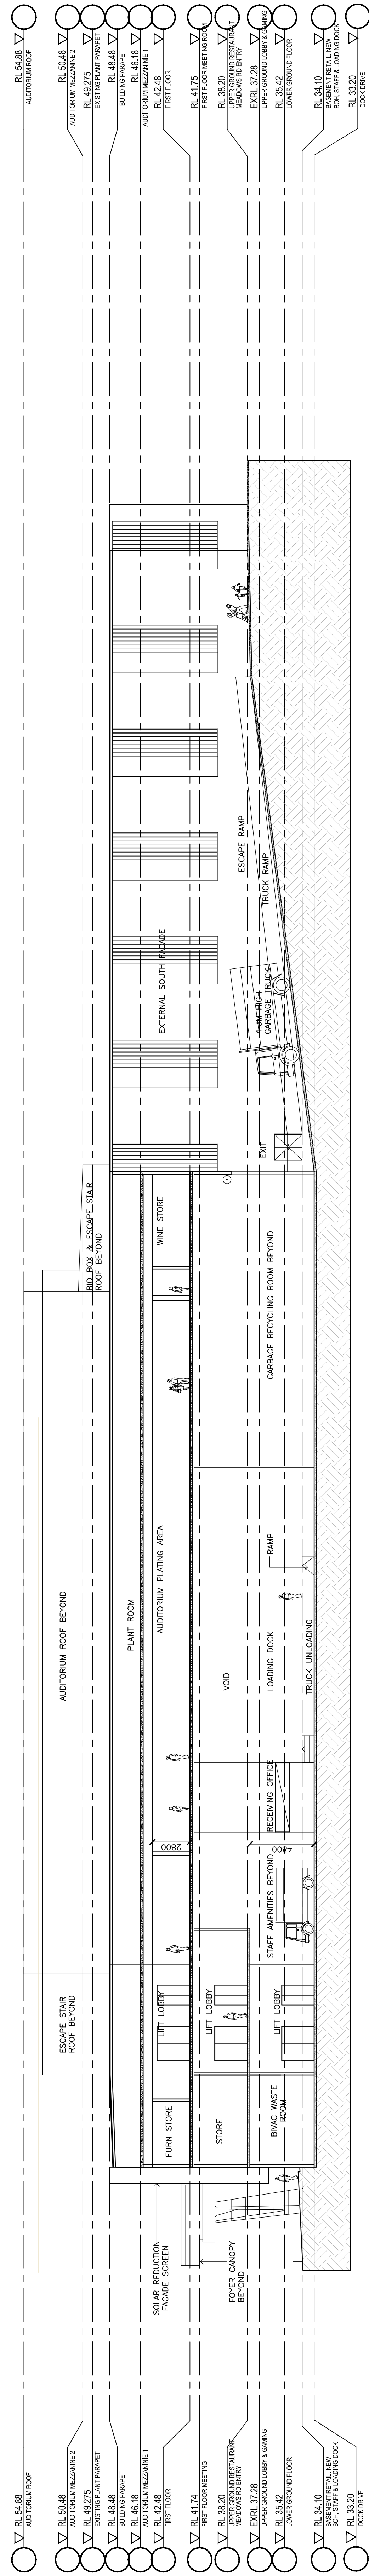 RL 54.88
AUDITORIUM ROOF
RL 50.48
AUDITORIUM MEZZANINE 2
RL 49.275
EXISTING PLANT PARAPET
RL 48.48
BUILDING PARAPET
RL 46.18
AUDITORIUM MEZZANINE 1
RL 42.48
FIRST FLOOR
RL 41.74
FIRST FLOOR MEETING
RL 38.20
UPPER GROUND RESTAURANT
MEADOWS RD ENTRY
EXRL 37.28
UPPER GROUND LOBBY & GAMING
RL 35.42
LOWER GROUND FLOOR
RL 34.10
BASEMENT RETAIL, NEW
BOH, STAFF & LOADING DOCK
RL 33.20
DOCK DRIVE
SOLAR REDUCTION
FACADE SCREEN
FOYER CANOPY
BEYOND
ESCAPE STAIR
ROOF BEYOND
FURN STORE
STORE
BIVAC WASTE
ROOM
LIFT LOBBY
LIFT LOBBY
LIFT LOBBY
STAFF AMENITIES BEYOND
2800
4800
RECEIVING OFFICE
AUDITORIUM ROOF BEYOND
PLANT ROOM
AUDITORIUM PLATING AREA
VOID
LOADING DOCK
TRUCK UNLOADING
RAMP
GARBAGE RECYCLING ROOM BEYOND
BIO BOX & ESCAPE STAIR
ROOF BEYOND
WINE STORE
EXIT
EXTERNAL SOUTH FACADE
4.3M HIGH
GARBAGE TRUCK
ESCAPE RAMP
TRUCK RAMP
RL 54.88
AUDITORIUM ROOF
RL 50.48
AUDITORIUM MEZZANINE 2
RL 49.275
EXISTING PLANT PARAPET
RL 48.48
BUILDING PARAPET
RL 46.18
AUDITORIUM MEZZANINE 1
RL 42.48
FIRST FLOOR
RL 41.75
FIRST FLOOR MEETING ROOM
RL 38.20
UPPER GROUND RESTAURANT
MEADOWS RD ENTRY
EXRL 37.28
UPPER GROUND LOBBY & GAMING
RL 35.42
LOWER GROUND FLOOR
RL 34.10
BASEMENT RETAIL, NEW
BOH, STAFF & LOADING DOCK
RL 33.20
DOCK DRIVE